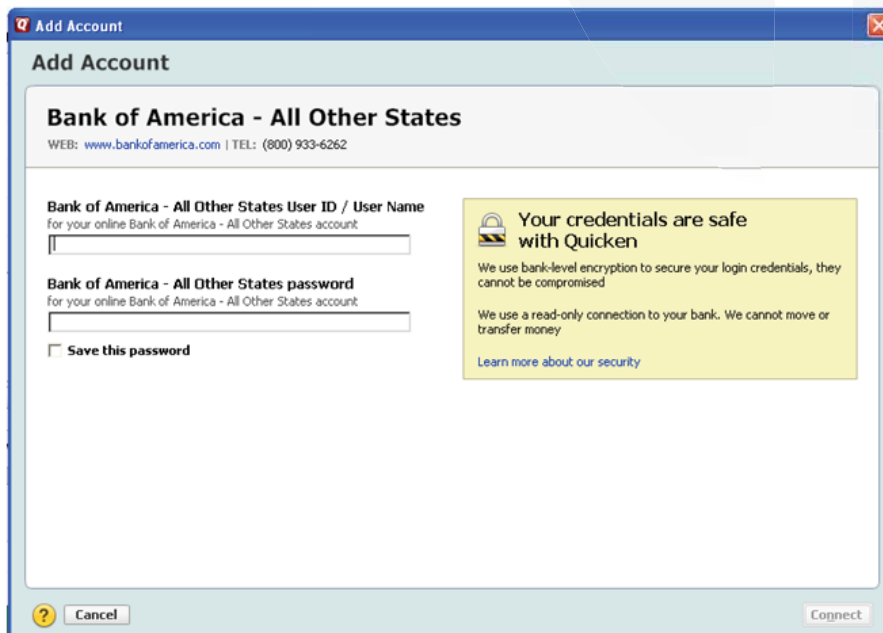 Add Account
Add Account
Bank of America - All Other States
WEB: www.bankofamerica.com | TEL: (800) 933-6262
Bank of America - All Other States User ID / User Name
for your online Bank of America - All Other States account
Bank of America - All Other States password
for your online Bank of America - All Other States account
Save this password
Your credentials are safe
with Quicken
We use bank-level encryption to secure your login credentials, they
cannot be compromised
We use a read-only connection to your bank. We cannot move or
transfer money
Learn more about our security
? Cancel
Connect